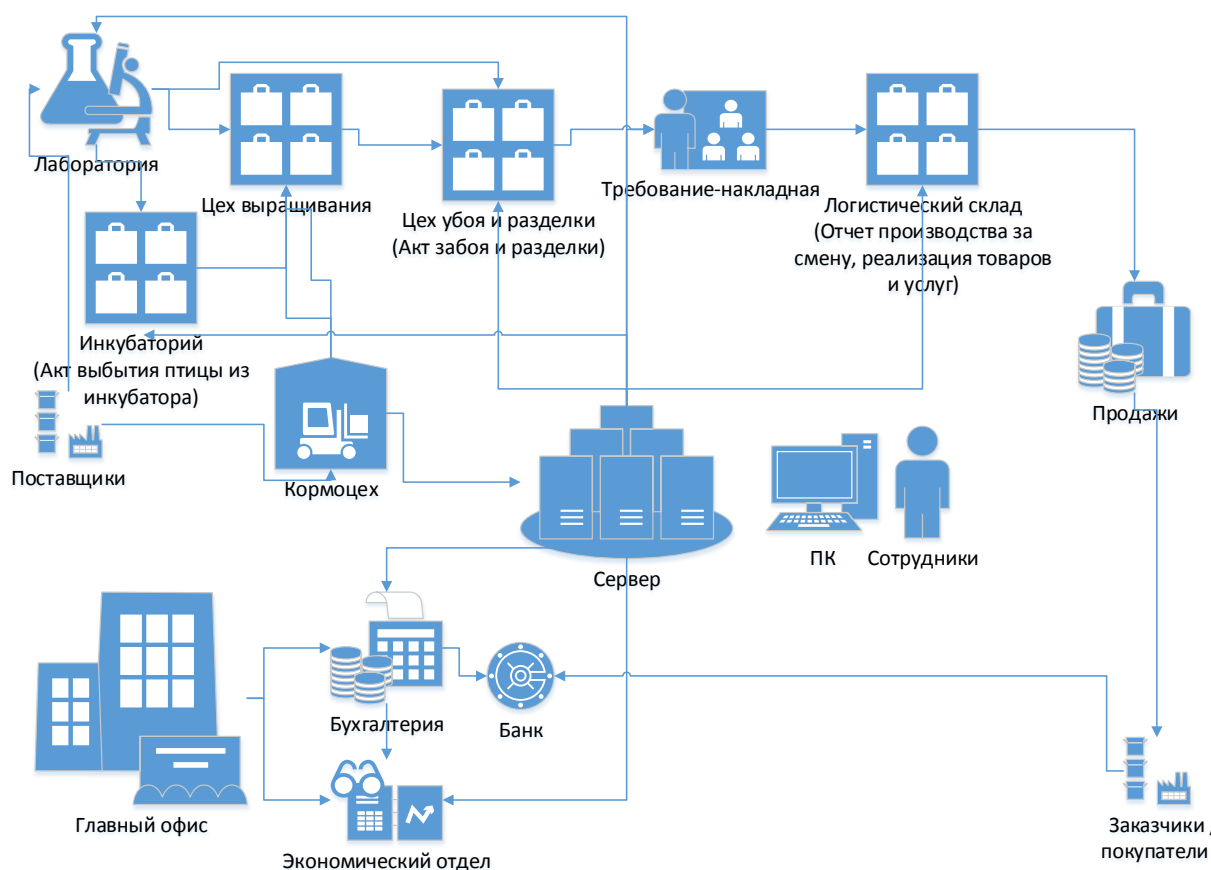 Лаборатория
Цех выращивания
Цех убоя и разделки
(Акт забоя и разделки)
Требование-накладная
Логистический склад
(Отчет производства за
смену, реализация товаров
и услуг)
Инкубаторий
(Акт выбытия птицы из
инкубатора)
Продажи
Поставщики
Кормоцех
Сервер
ПК
Сотрудники
Бухгалтерия
Банк
Главный офис
Экономический отдел
Заказчики /
покупатели